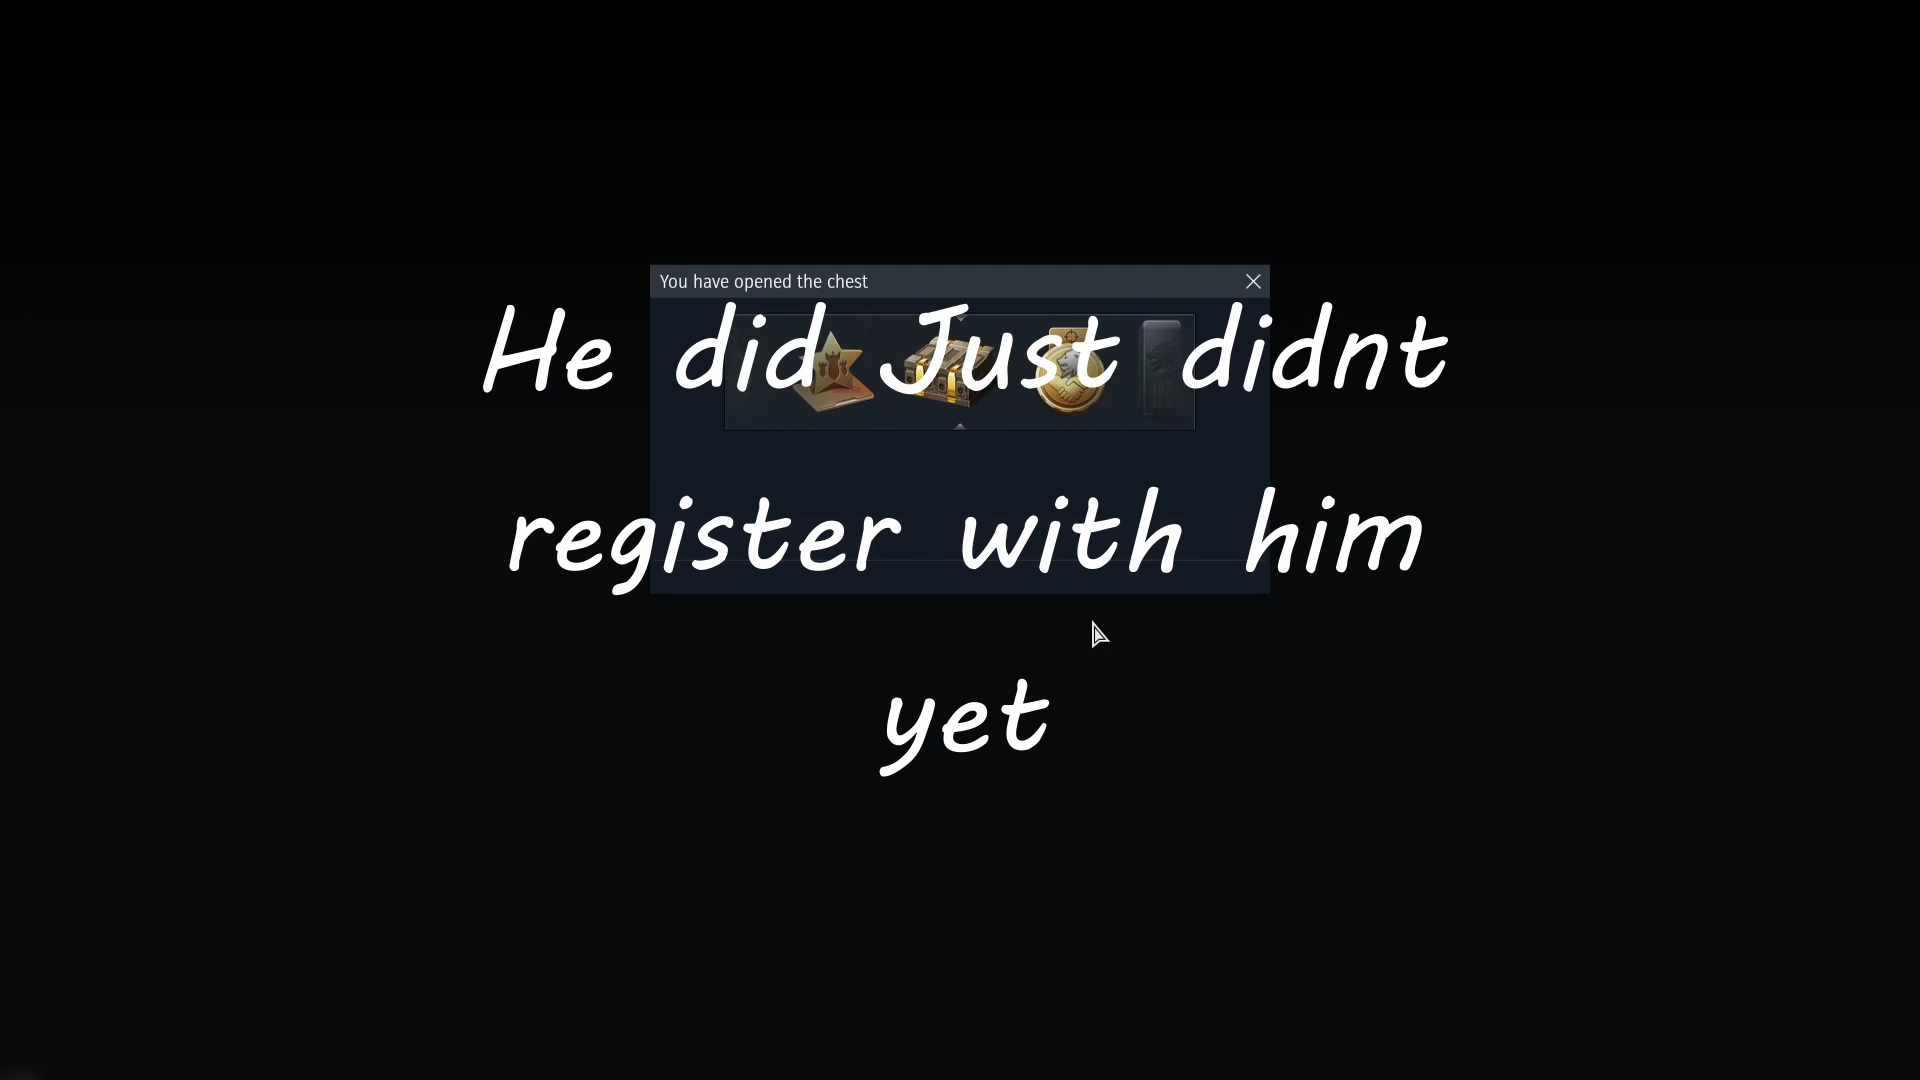 You have opened the chest
He did Just didnt
register with him
yet